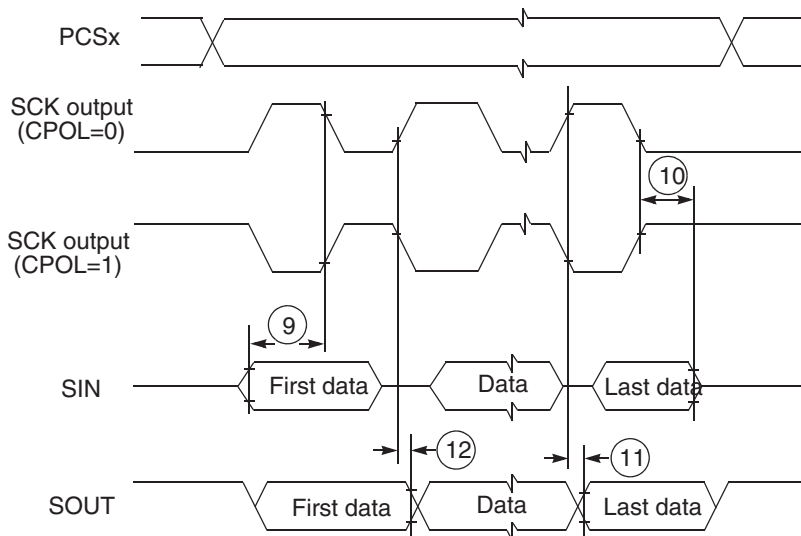 PCSx
SCK output
(CPOL=0)
10
SCK output
(CPOL=1)
9
SIN
First data
Data
Last data
12
11
SOUT
First data
Data
Last data